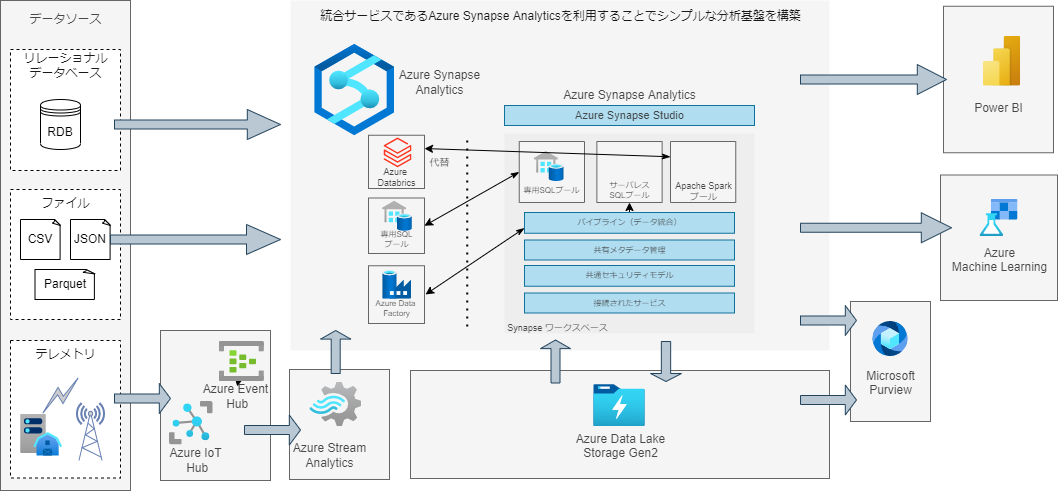 データソース
リレーショナル
データベース
RDB
ファイル
CSV
JSON
Parquet
テレメトリ
Azure Event
Hub
Azure IoT
Hub
Azure Stream
Analytics
統合サービスであるAzure Synapse Analyticsを利用することでシンプルな分析基盤を構築
Azure Synapse
Analytics
Azure
Databrics
代替
専用SQL
プール
Azure Data
Factory
Azure Synapse Analytics
Azure Synapse Studio
専用SQLプール
サーバレス
SQLプール
Apache Spark
プール
パイプライン（データ統合）
共有メタデータ管理
共通セキュリティモデル
接続されたサービス
Synapse ワークスペース
Azure Data Lake
Storage Gen2
Power BI
Azure
Machine Learning
Microsoft
Purview